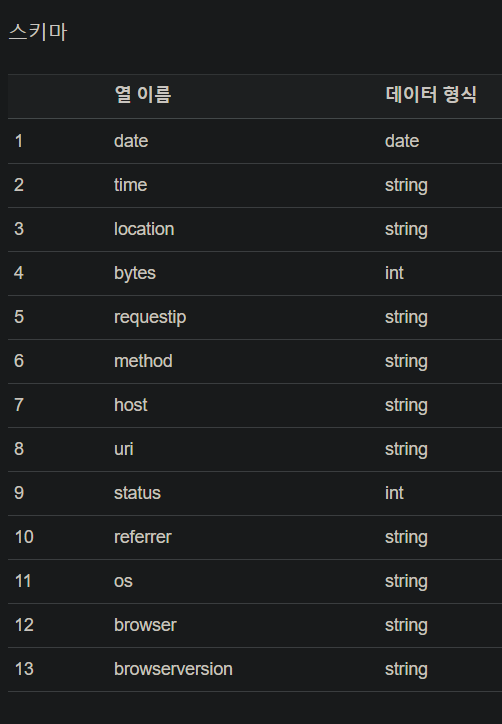 스키마
열 이름 데이터 형식
1 date date
2 time string
3 location string
4 bytes int
5 requestip string
6 method string
7 host string
8 uri string
9 status int
10 referrer string
11 os string
12 browser string
13 browserversion string